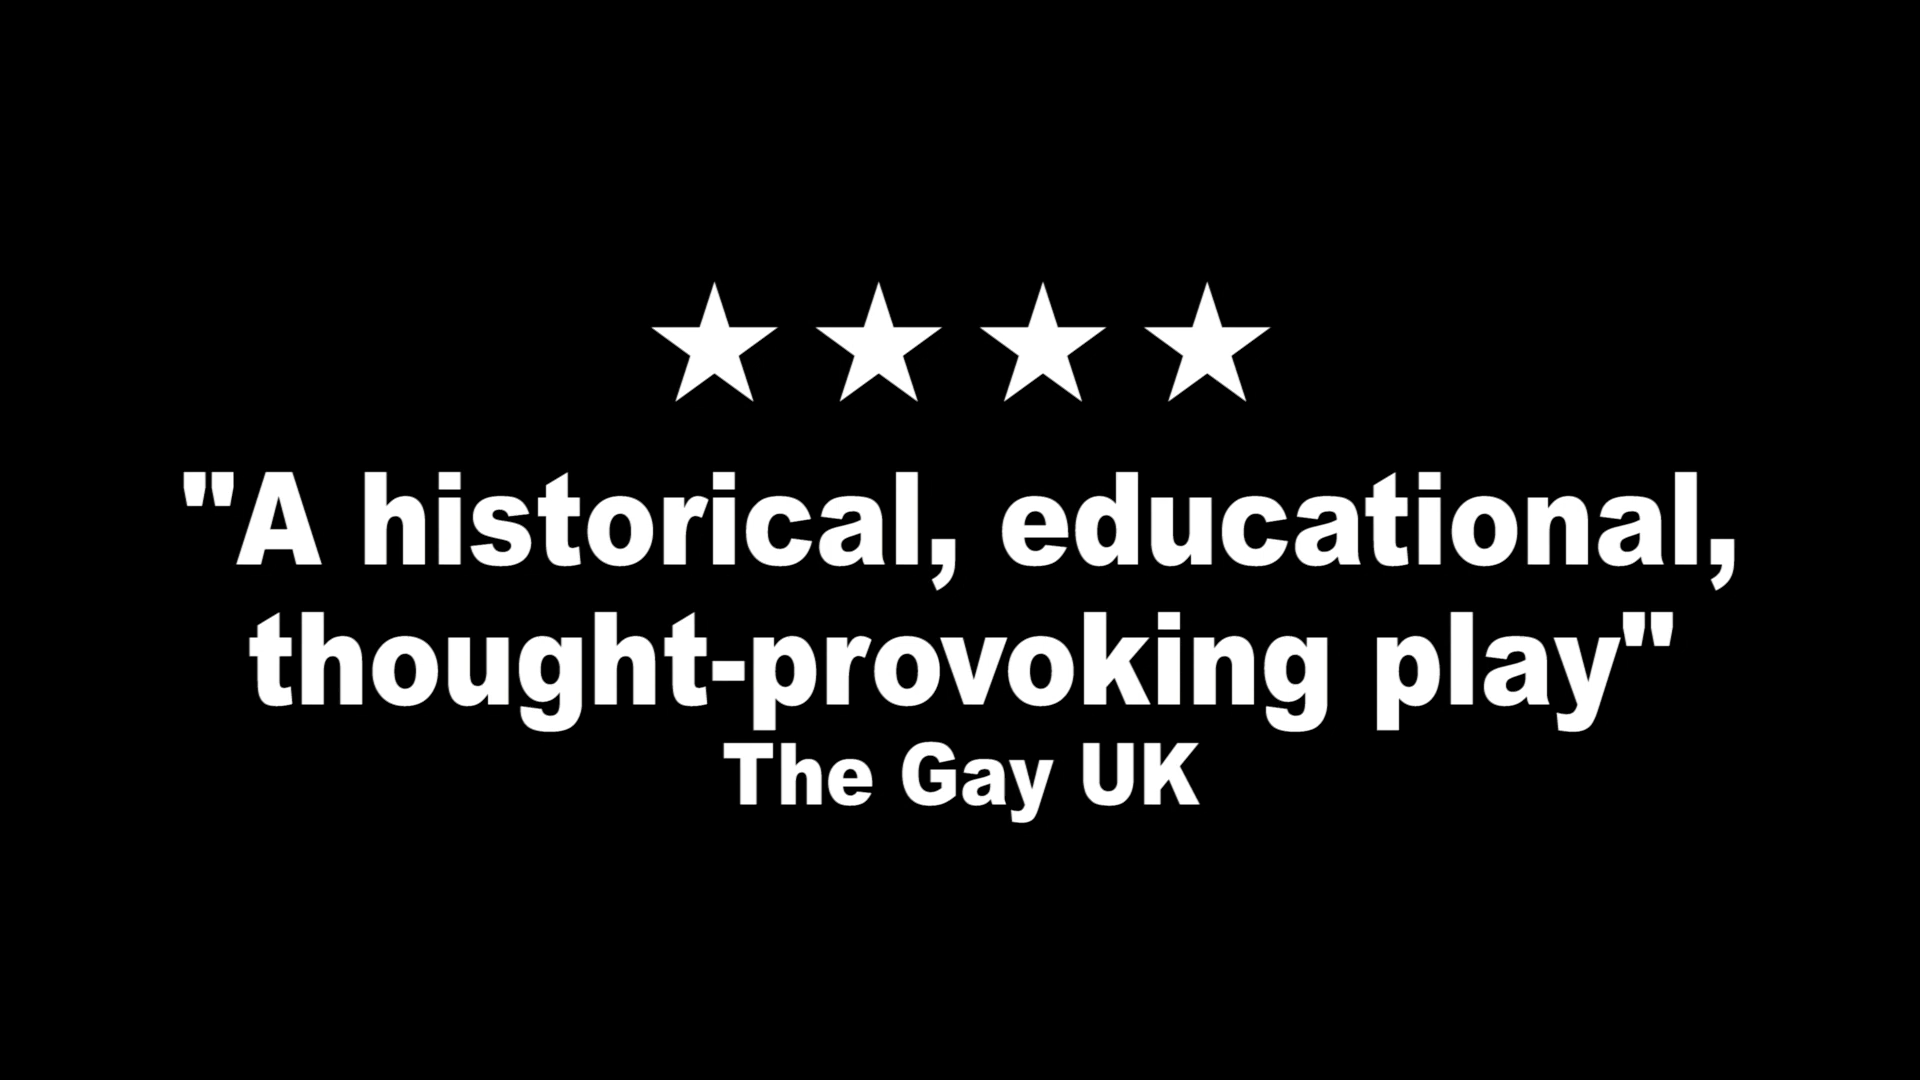 "A historical, educational,
thought-provoking play"
The Gay UK